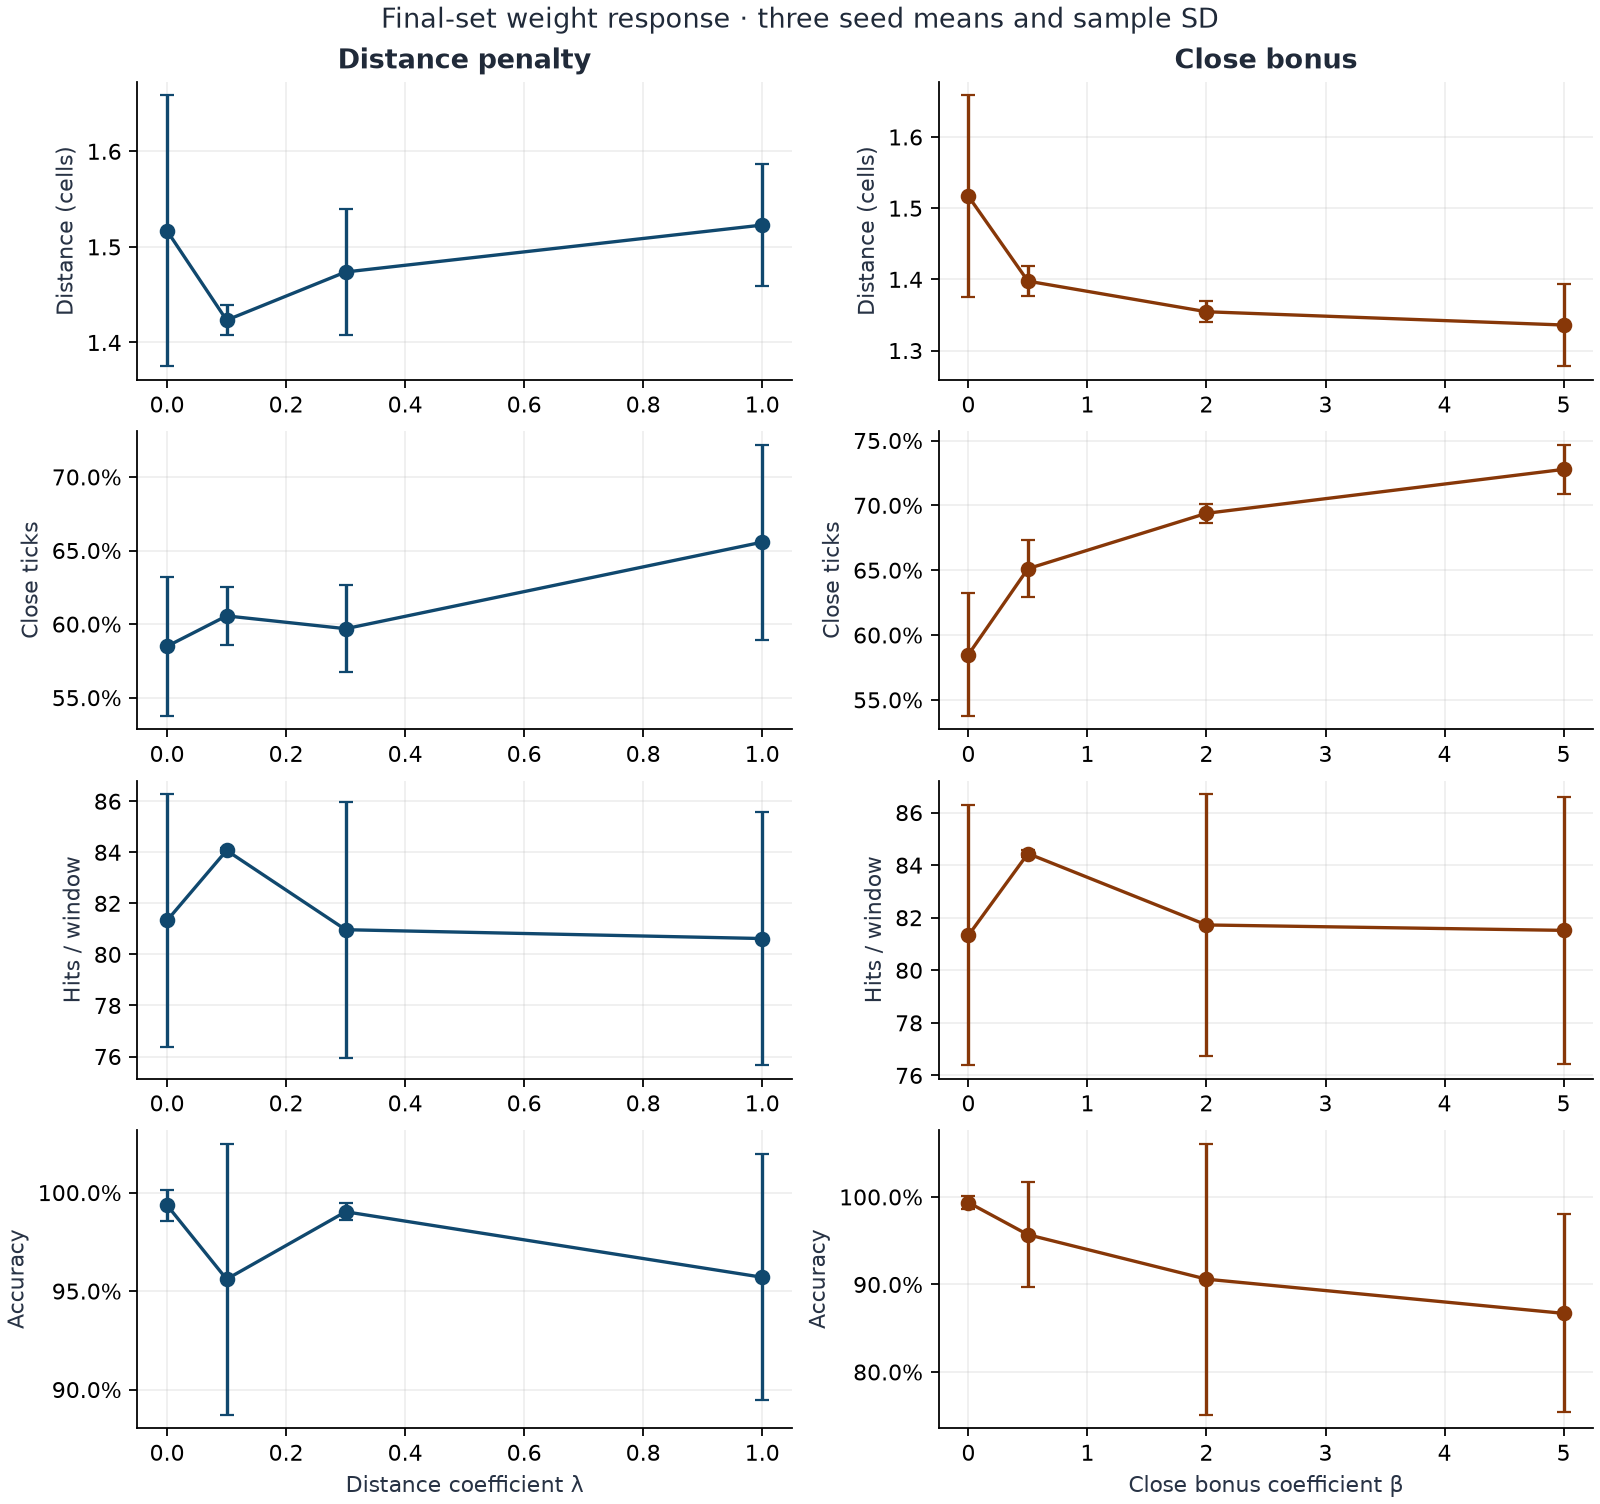 Final-set weight response · three seed means and sample SD
Distance penalty
Distance (cells)
1.6
1.5
1.4
0.0 0.2 0.4 0.6 0.8 1.0
Close bonus
Distance (cells)
1.6
1.5
1.4
1.3
0 1 2 3 4 5
Close ticks
70.0%
65.0%
60.0%
55.0%
0.0 0.2 0.4 0.6 0.8 1.0
Close ticks
75.0%
70.0%
65.0%
60.0%
55.0%
0 1 2 3 4 5
Hits / window
86
84
82
80
78
76
0.0 0.2 0.4 0.6 0.8 1.0
Hits / window
86
84
82
80
78
76
0 1 2 3 4 5
Accuracy
100.0%
95.0%
90.0%
0.0 0.2 0.4 0.6 0.8 1.0
Distance coefficient λ
Accuracy
100.0%
90.0%
80.0%
0 1 2 3 4 5
Close bonus coefficient β